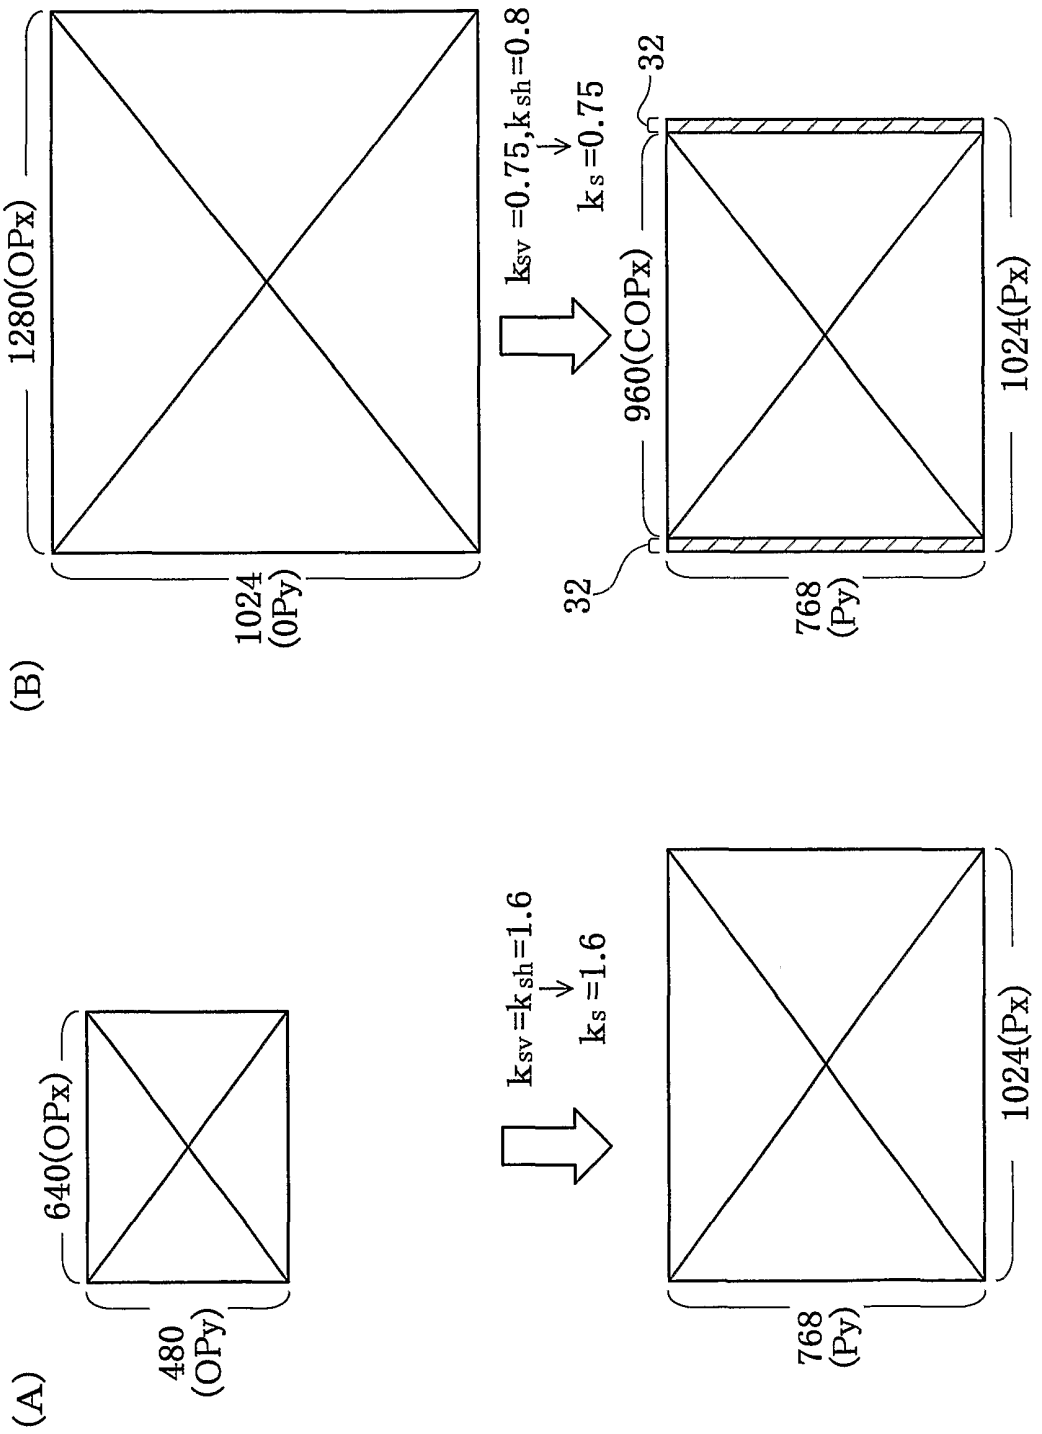 (A)
640(OPx)
480
(OPy)
ksv=ksh=1.6
↓
ks=1.6
768
(Py)
1024(Px)
(B)
1280(OPx)
1024
(0Py)
ksv=0.75,ksh=0.8
↓
ks=0.75
960(COPx)
32
32
768
(Py)
1024(Px)